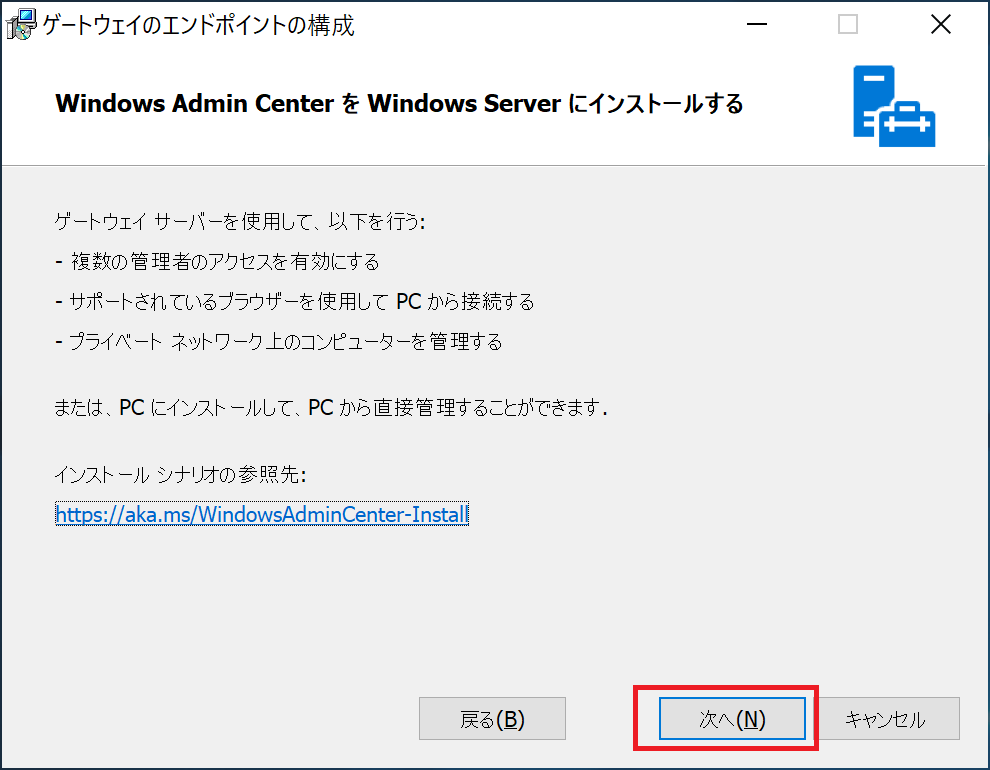 ゲートウェイのエンドポイントの構成
Windows Admin Center を Windows Server にインストールする
ゲートウェイ サーバーを使用して、以下を行う:
- 複数の管理者のアクセスを有効にする
- サポートされているブラウザーを使用して PC から接続する
- プライベート ネットワーク上のコンピューターを管理する
または、PC にインストールして、PC から直接管理することができます.
インストール シナリオの参照先:
https://aka.ms/WindowsAdminCenter-Install
戻る(B) 次へ(N) キャンセル